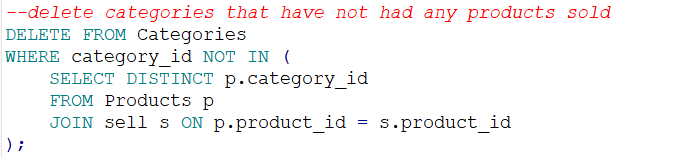 --delete categories that have not had any products sold
DELETE FROM Categories
WHERE category_id NOT IN (
    SELECT DISTINCT p.category_id
    FROM Products p
    JOIN sell s ON p.product_id = s.product_id
);